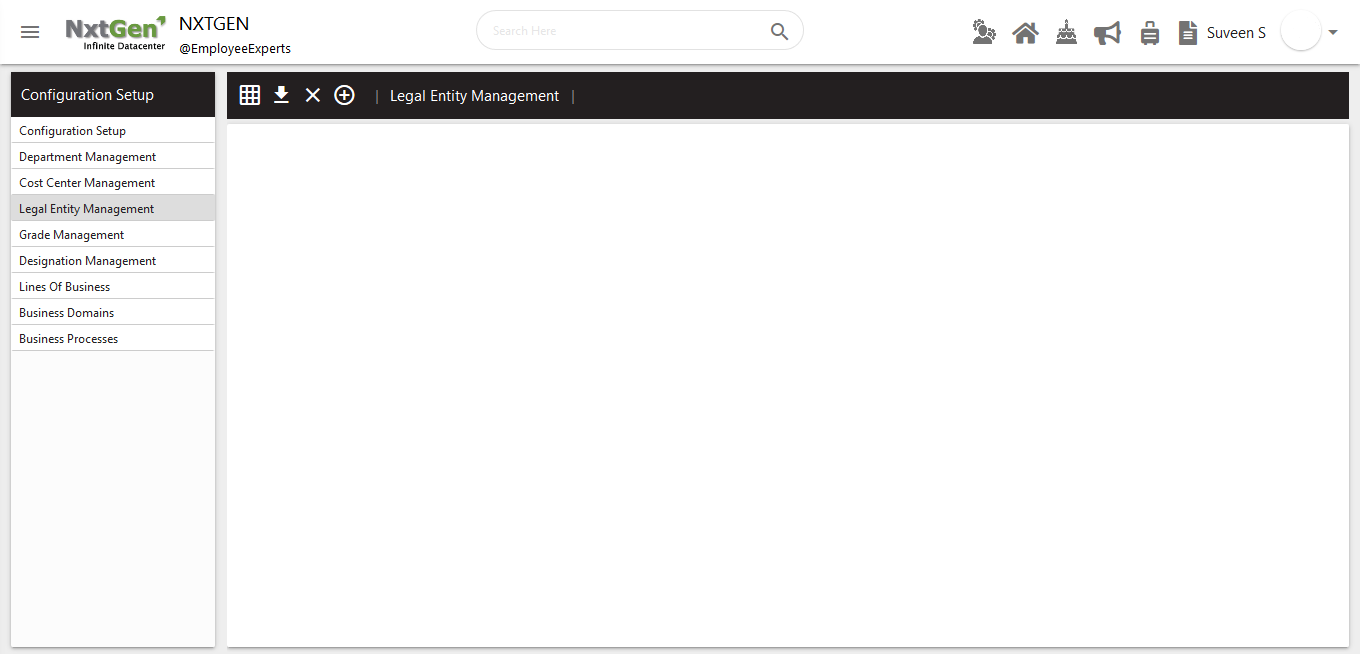 NxtGen
Infinite Datacenter
NXTGEN
@EmployeeExperts
Search Here
Suveen S
Configuration Setup
Configuration Setup
Department Management
Cost Center Management
Legal Entity Management
Grade Management
Designation Management
Lines Of Business
Business Domains
Business Processes
| Legal Entity Management |